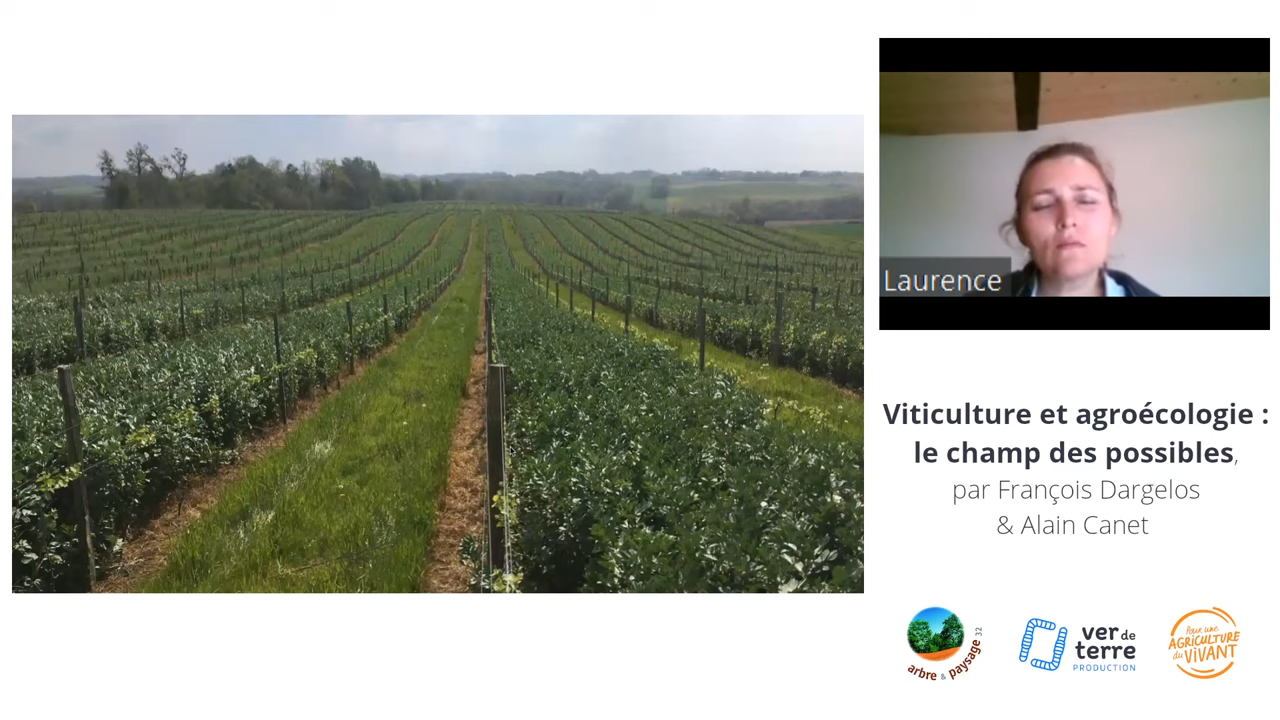 Laurence
Viticulture et agroécologie :
le champ des possibles,
par François Dargelos
& Alain Canet
arbre & paysage 32
ver de
terre
PRODUCTION
Pour une
AGRICULTURE
du VIVANT